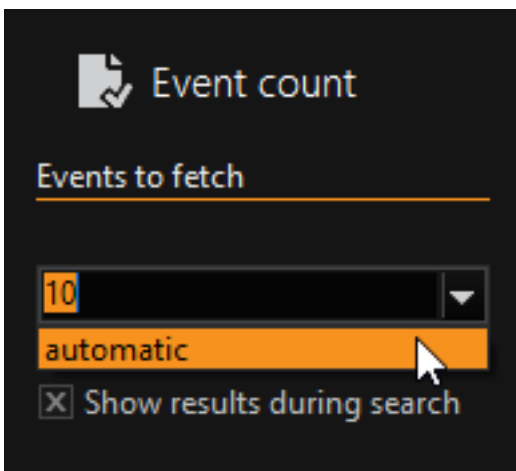 Event count
Events to fetch
10
automatic
Show results during search